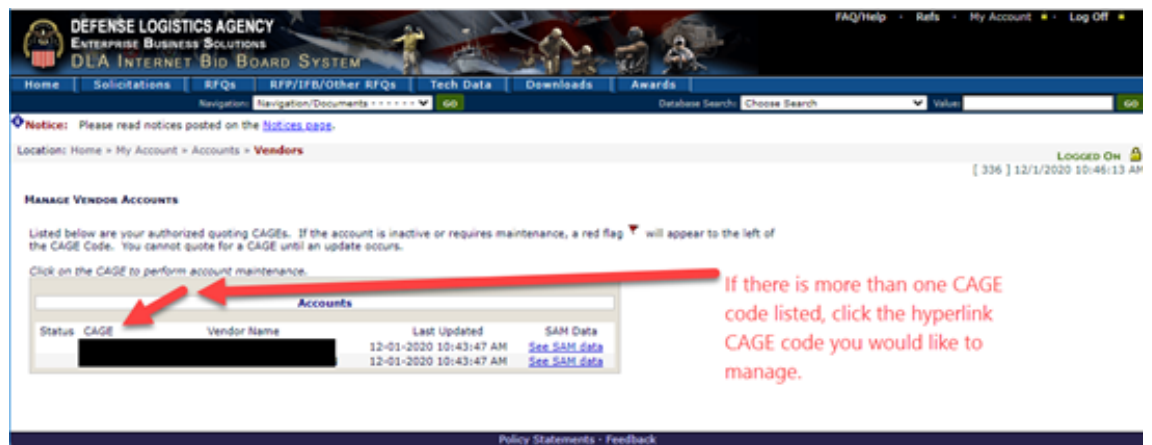 DEFENSE LOGISTICS AGENCY
ENTERPRISE BUSINESS SOLUTIONS
DLA INTERNET BID BOARD SYSTEM
FAQ/Help · Refs · My Account · Log Off
Home Solicitations RFQs RFP/IFB/Other RFQs Tech Data Downloads Awards
Navigation: Navigation/Documents · · · · · · GO Database Search: Choose Search Value: GO
Notice: Please read notices posted on the Notices page.
Location: Home » My Account » Accounts » Vendors
LOGGED ON
[ 336 ] 12/1/2020 10:46:13 AM
MANAGE VENDOR ACCOUNTS
Listed below are your authorized quoting CAGEs. If the account is inactive or requires maintenance, a red flag will appear to the left of
the CAGE Code. You cannot quote for a CAGE until an update occurs.
Click on the CAGE to perform account maintenance.
Accounts
Status CAGE Vendor Name Last Updated SAM Data
12-01-2020 10:43:47 AM See SAM data
12-01-2020 10:43:47 AM See SAM data
If there is more than one CAGE
code listed, click the hyperlink
CAGE code you would like to
manage.
Policy Statements · Feedback